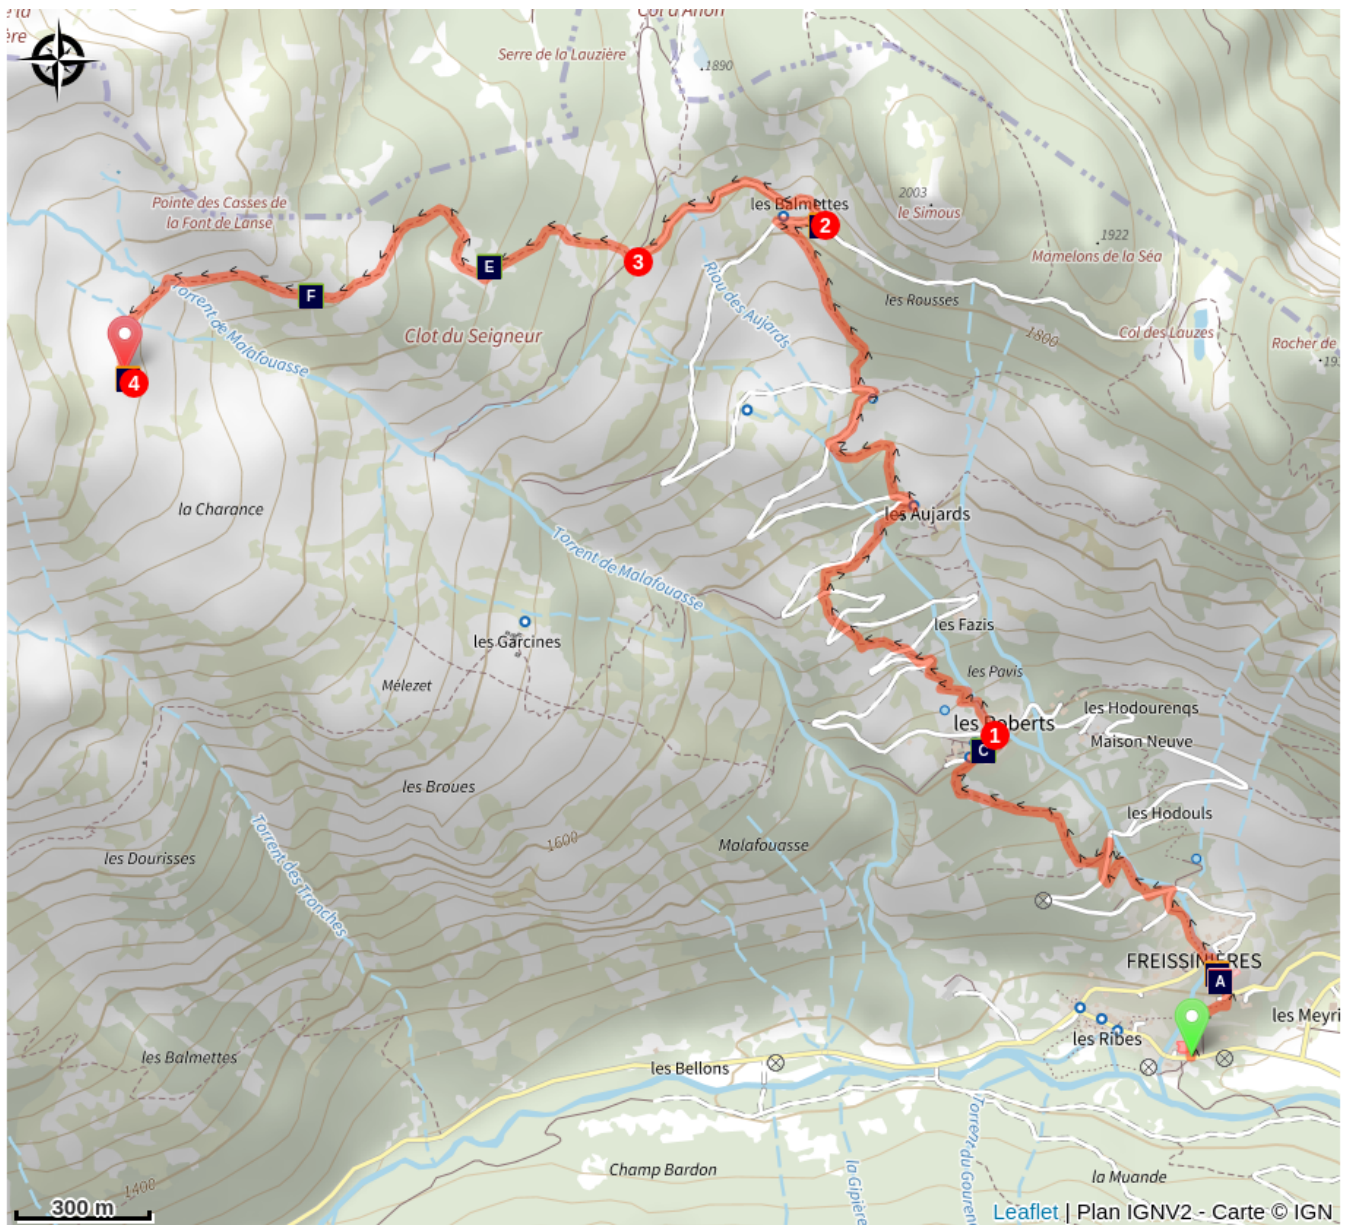 Col d'Anon
Serre de la Lauzière
1890
Pointe des Casses de
la Font de Lanse
les Balmettes
2
2003
le Simous
1922
Mamelons de la Séa
3
E
Riou des Aujards
les Rousses
F
Torrent de Malafouasse
Clot du Seigneur
1800
Col des Lauzes
Rocher de
4
la Charance
les Aujards
Torrent de Malafouasse
les Garcines
les Fazis
Mélezet
les Pavis
les Roberts
1
C
les Hodourenqs
Maison Neuve
les Broues
les Hodouls
1600
Malafouasse
les Dourisses
Torrent des Tronches
FREISSINIÈRES
A
les Meyri
les Ribes
les Balmettes
les Bellons
Champ Bardon
la Muande
la Gipière
Torrent du Gouren
1400
300 m
Leaflet | Plan IGNV2 - Carte © IGN